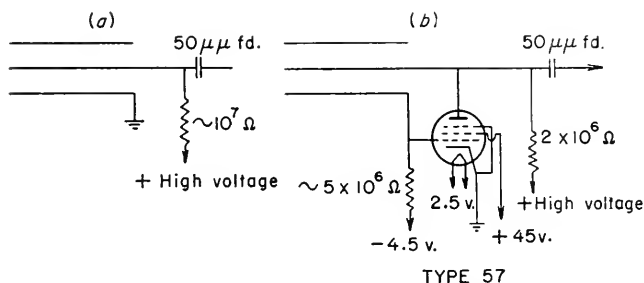 (a)
50 μμ fd.
~10⁷ Ω
+ High voltage
(b)
50 μμ fd.
2 x 10⁶ Ω
~ 5 x 10⁶ Ω
2.5 v.
+High voltage
-4.5 v.
+ 45v.
TYPE 57